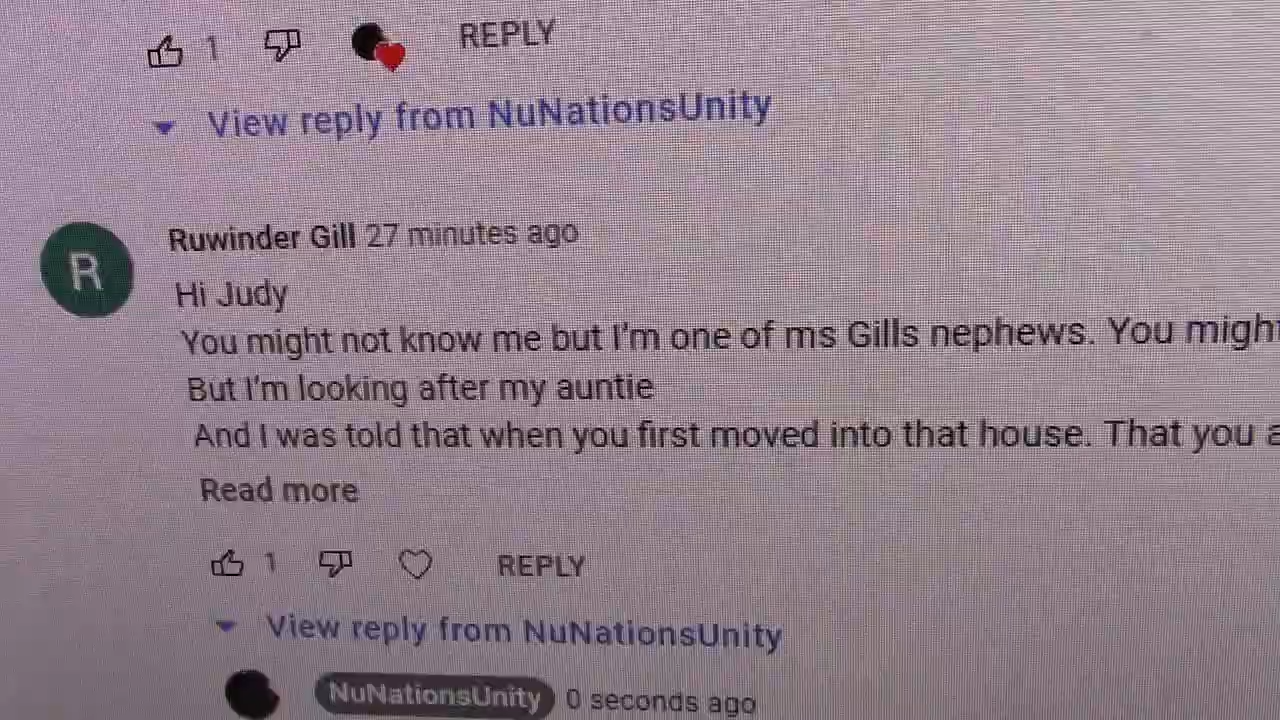 1 REPLY
View reply from NuNationsUnity
R
Ruwinder Gill 27 minutes ago
Hi Judy
You might not know me but I'm one of ms Gills nephews. You migh
But I'm looking after my auntie
And I was told that when you first moved into that house. That you a
Read more
1 REPLY
View reply from NuNationsUnity
NuNationsUnity 0 seconds ago